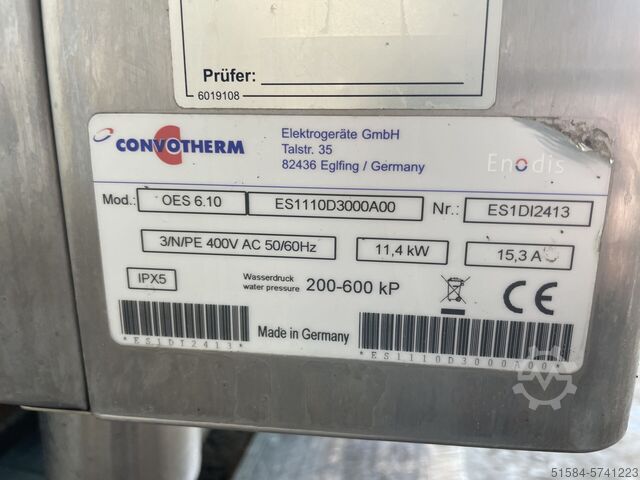 Prüfer:
6019108
CONVOTHERM
Elektrogeräte GmbH
Talstr. 35
82436 Eglfing / Germany
Enodis
Mod.: OES 6.10 ES1110D3000A00 Nr.: ES1DI2413
3/N/PE 400V AC 50/60Hz 11,4 kW 15,3 A
IPX5 Wasserdruck
water pressure 200-600 kP
CE
Made in Germany
*ES1DI2413*
*ES1110D3000A00*
51584-5741223